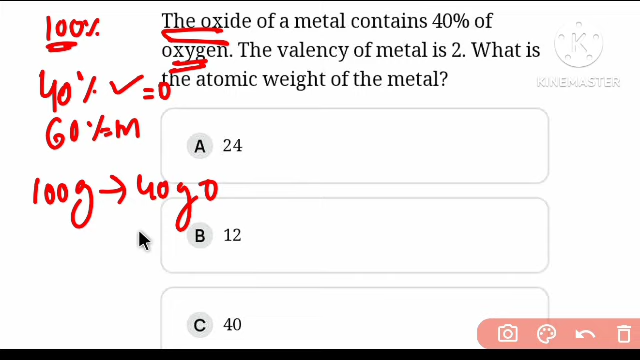 100%
The oxide of a metal contains 40% of
oxygen. The valency of metal is 2. What is
the atomic weight of the metal?
40% ✓ = O
60% = M
100g → 40g O
A 24
B 12
C 40
KINEMASTER